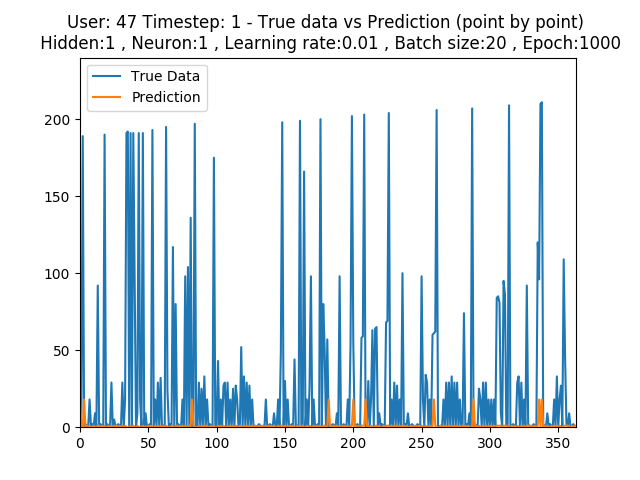 User: 47 Timestep: 1 - True data vs Prediction (point by point)
Hidden:1 , Neuron:1 , Learning rate:0.01 , Batch size:20 , Epoch:1000
True Data
Prediction
200
150
100
50
0
0 50 100 150 200 250 300 350